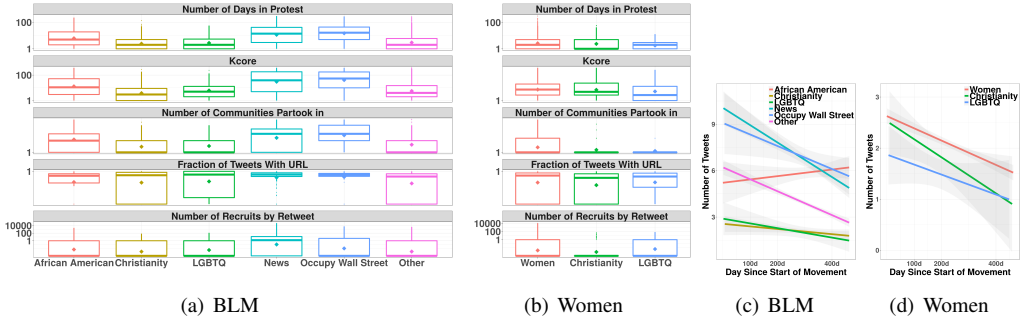 Number of Days in Protest
100
1
Kcore
100
1
Number of Communities Partook in
1
Fraction of Tweets With URL
1
Number of Recruits by Retweet
10000
100
1
African American Christianity LGBTQ News Occupy Wall Street Other
(a) BLM
Number of Days in Protest
100
1
Kcore
100
1
Number of Communities Partook in
1
Fraction of Tweets With URL
1
Number of Recruits by Retweet
10000
100
1
Women Christianity LGBTQ
(b) Women
African American
Christianity
LGBTQ
News
Occupy Wall Street
Other
Number of Tweets
9
6
3
100d 200d 400d
Day Since Start of Movement
(c) BLM
Women
Christianity
LGBTQ
Number of Tweets
3
2
1
0
100d 200d 400d
Day Since Start of Movement
(d) Women